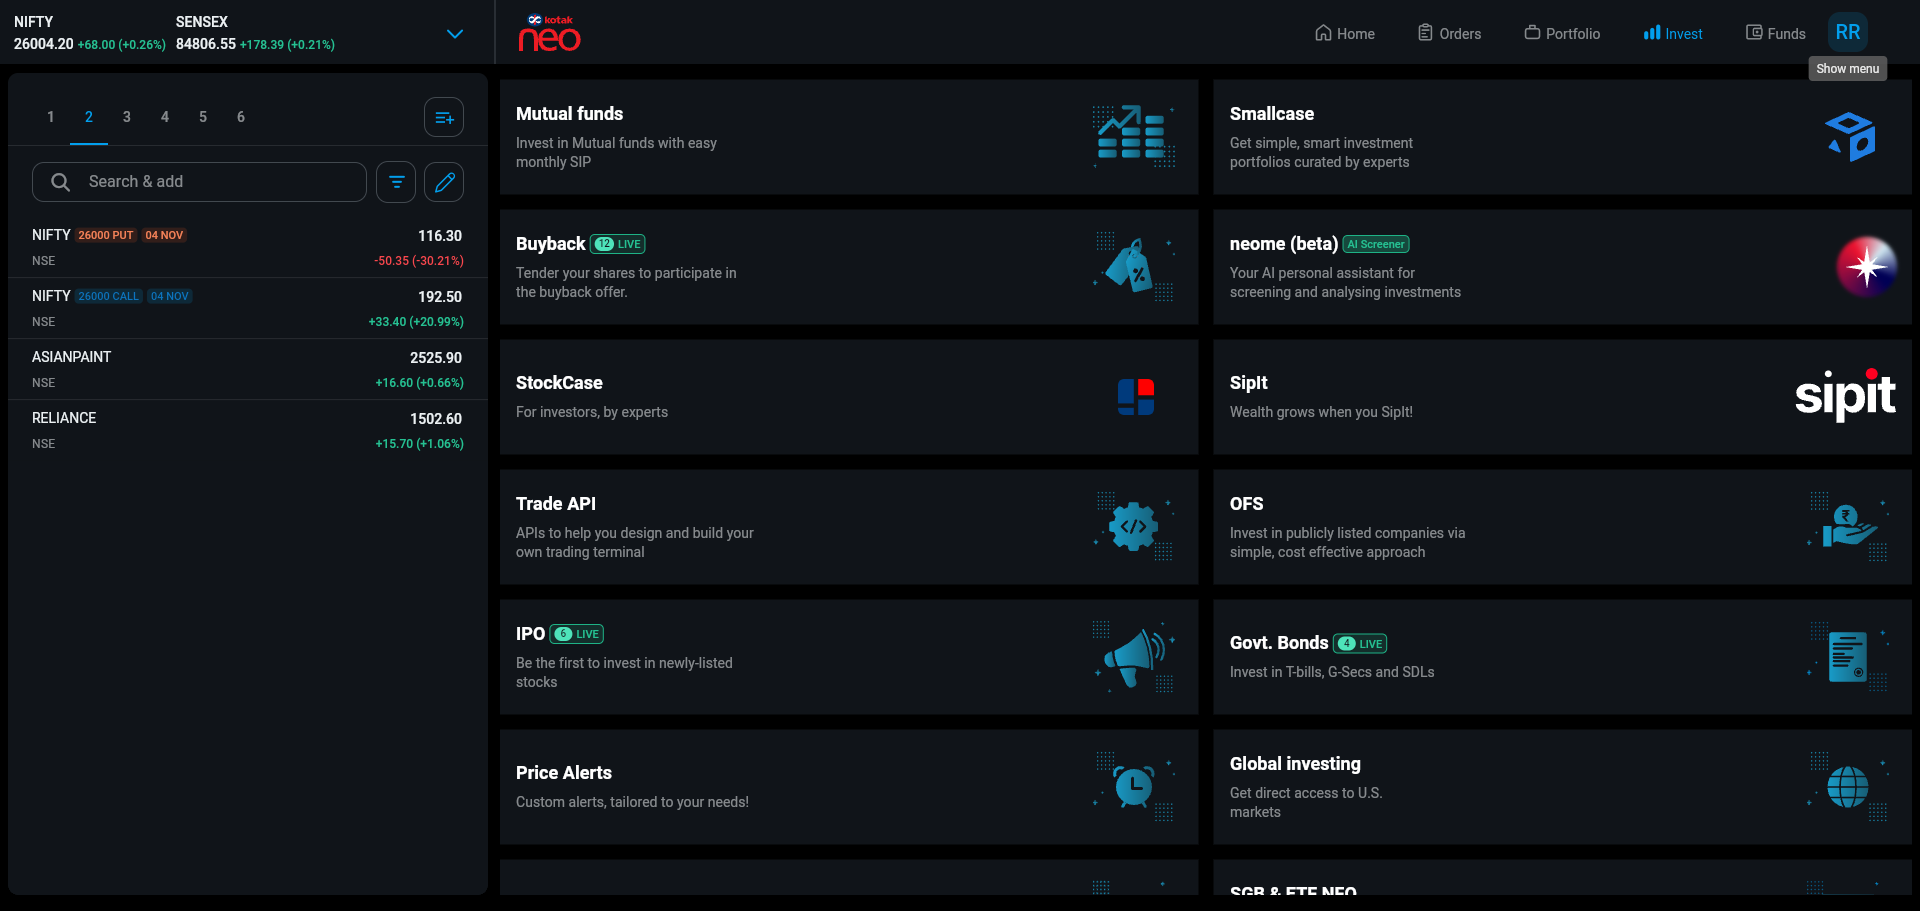 NIFTY
26004.20 +68.00 (+0.26%)
SENSEX
84806.55 +178.39 (+0.21%)
kotak
neo
Home
Orders
Portfolio
Invest
Funds
RR
Show menu
1 2 3 4 5 6
Search & add
NIFTY 26000 PUT 04 NOV 116.30
NSE -50.35 (-30.21%)
NIFTY 26000 CALL 04 NOV 192.50
NSE +33.40 (+20.99%)
ASIANPAINT 2525.90
NSE +16.60 (+0.66%)
RELIANCE 1502.60
NSE +15.70 (+1.06%)
Mutual funds
Invest in Mutual funds with easy
monthly SIP
Smallcase
Get simple, smart investment
portfolios curated by experts
Buyback 12 LIVE
Tender your shares to participate in
the buyback offer.
%
neome (beta) AI Screener
Your AI personal assistant for
screening and analysing investments
StockCase
For investors, by experts
SipIt
Wealth grows when you SipIt!
sipit
Trade API
APIs to help you design and build your
own trading terminal
</>
OFS
Invest in publicly listed companies via
simple, cost effective approach
₹
IPO 6 LIVE
Be the first to invest in newly-listed
stocks
Govt. Bonds 4 LIVE
Invest in T-bills, G-Secs and SDLs
Price Alerts
Custom alerts, tailored to your needs!
Global investing
Get direct access to U.S.
markets
SGB & ETF NFO